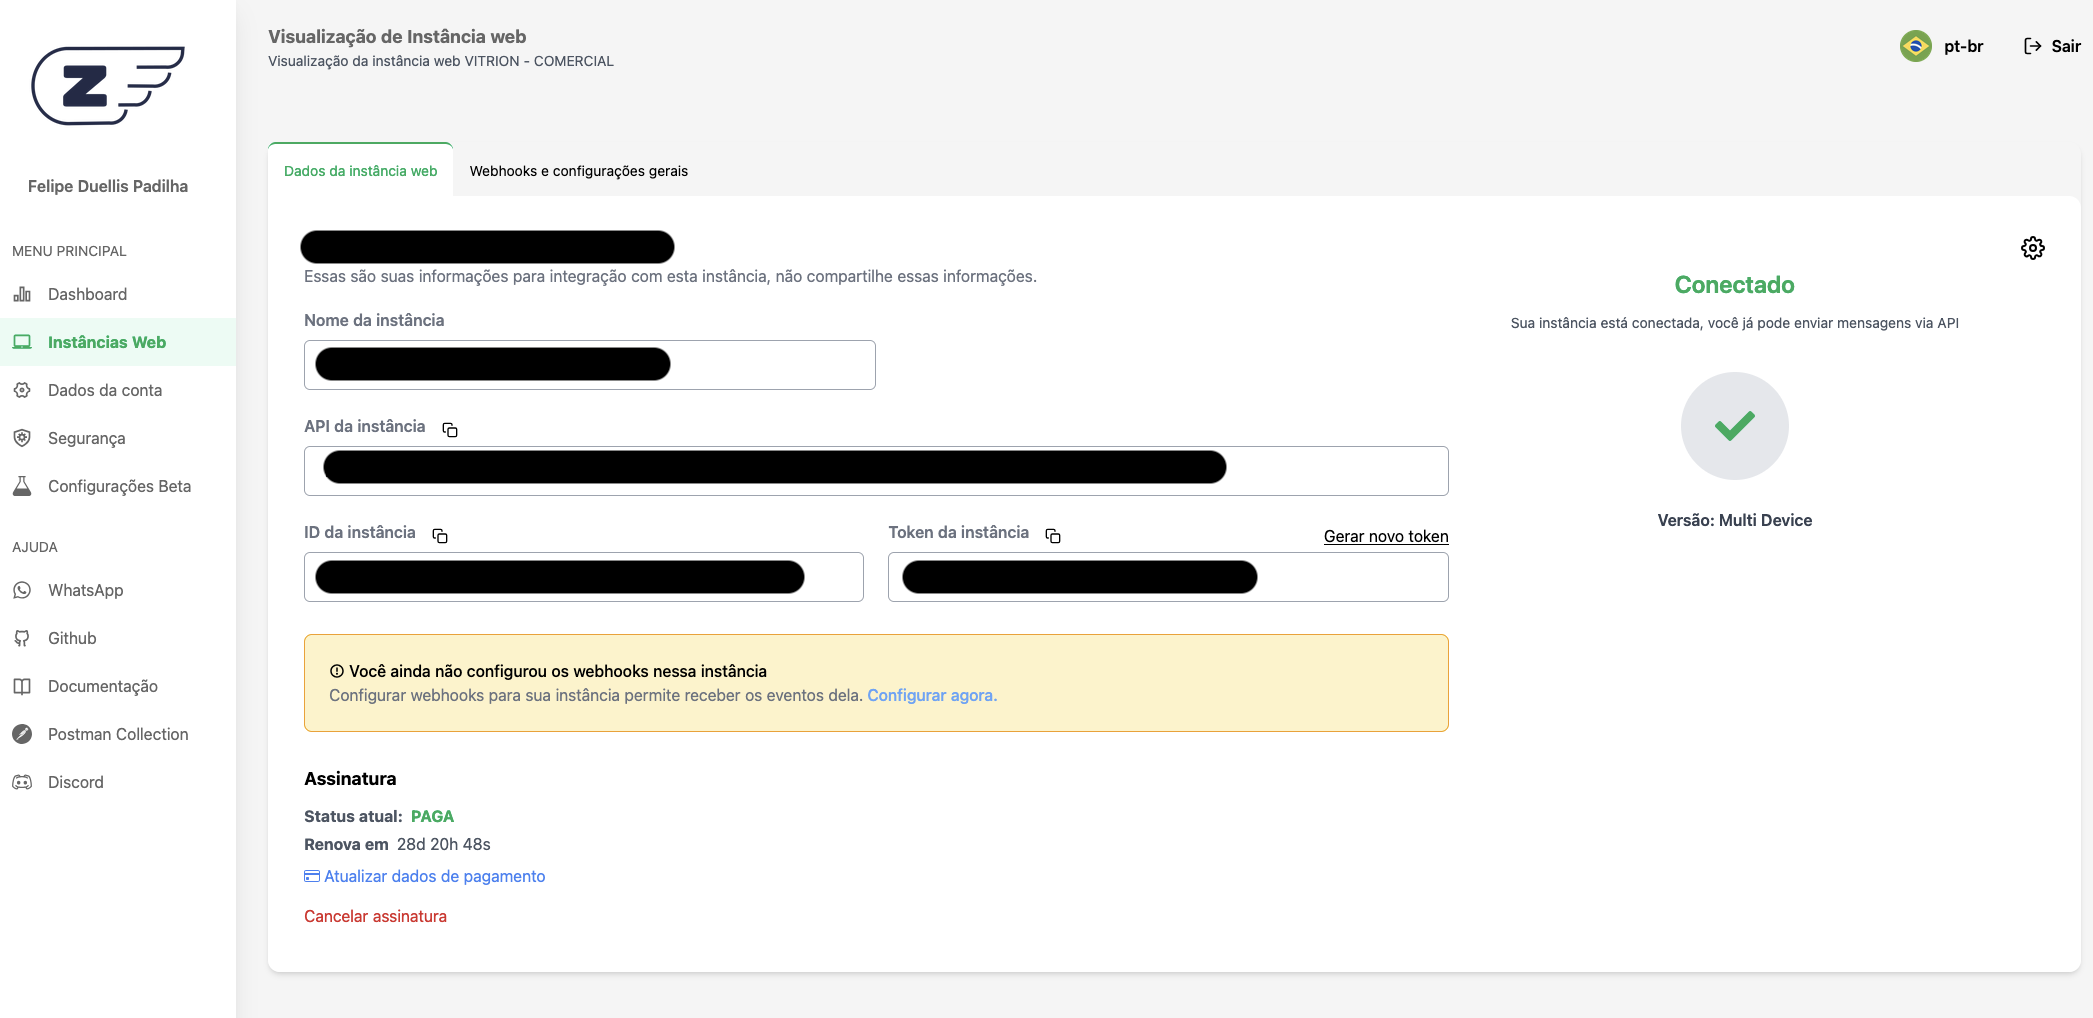 Visualização de Instância web
Visualização da instância web VITRION - COMERCIAL
pt-br
Sair
Z
Felipe Duellis Padilha
MENU PRINCIPAL
Dashboard
Instâncias Web
Dados da conta
Segurança
Configurações Beta
AJUDA
WhatsApp
Github
Documentação
Postman Collection
Discord
Dados da instância web
Webhooks e configurações gerais
Essas são suas informações para integração com esta instância, não compartilhe essas informações.
Nome da instância
API da instância
ID da instância
Token da instância
Gerar novo token
Você ainda não configurou os webhooks nessa instância
Configurar webhooks para sua instância permite receber os eventos dela. Configurar agora.
Assinatura
Status atual: PAGA
Renova em 28d 20h 48s
Atualizar dados de pagamento
Cancelar assinatura
Conectado
Sua instância está conectada, você já pode enviar mensagens via API
Versão: Multi Device